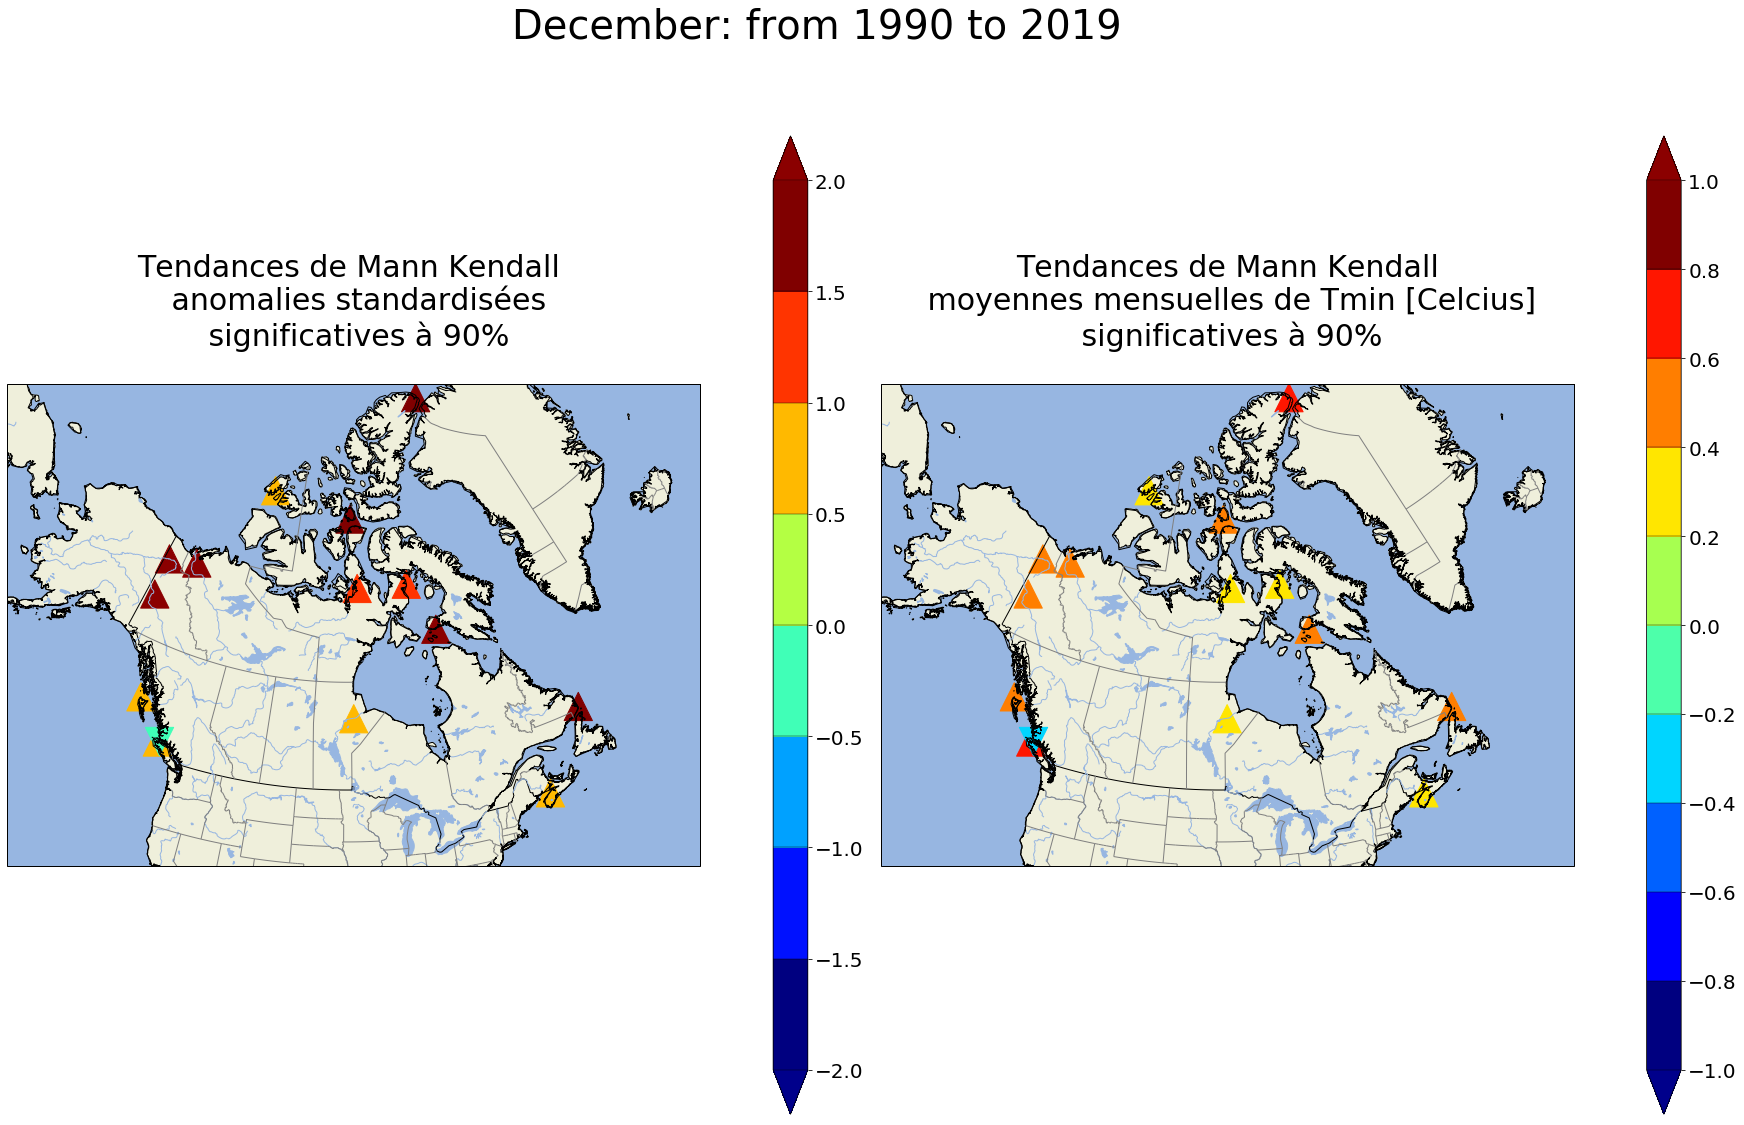 December: from 1990 to 2019
Tendances de Mann Kendall
anomalies standardisées
significatives à 90%
2.0
1.5
1.0
0.5
0.0
−0.5
−1.0
−1.5
−2.0
Tendances de Mann Kendall
moyennes mensuelles de Tmin [Celcius]
significatives à 90%
1.0
0.8
0.6
0.4
0.2
0.0
−0.2
−0.4
−0.6
−0.8
−1.0